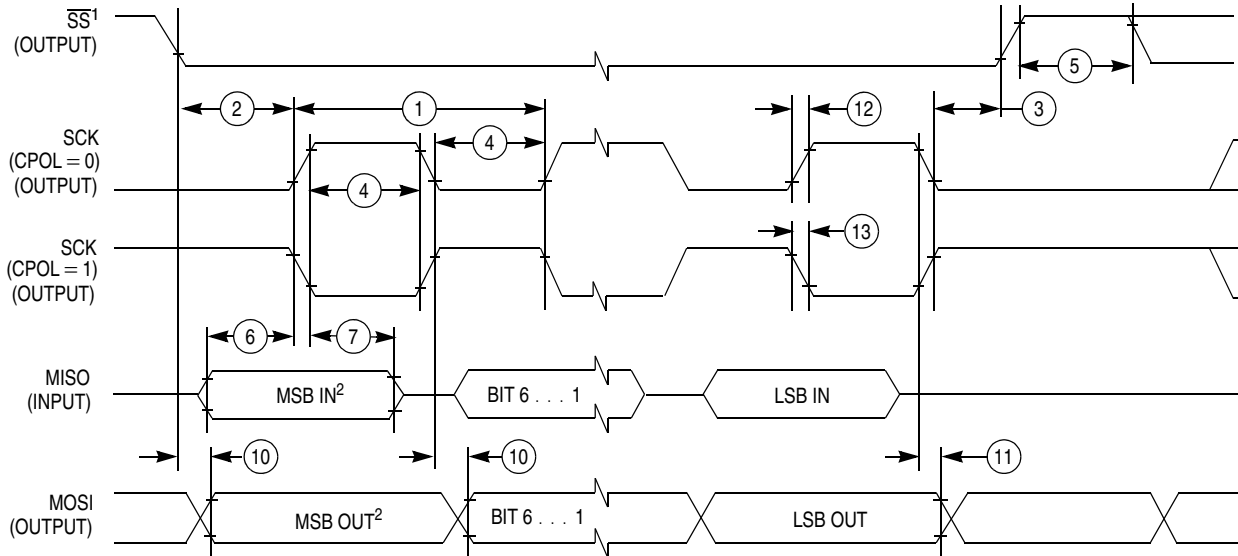 SS¹
(OUTPUT)
5
2
1
12
3
SCK
(CPOL = 0)
(OUTPUT)
4
4
SCK
(CPOL = 1)
(OUTPUT)
13
6
7
MISO
(INPUT)
MSB IN²
BIT 6 . . . 1
LSB IN
10
10
11
MOSI
(OUTPUT)
MSB OUT²
BIT 6 . . . 1
LSB OUT